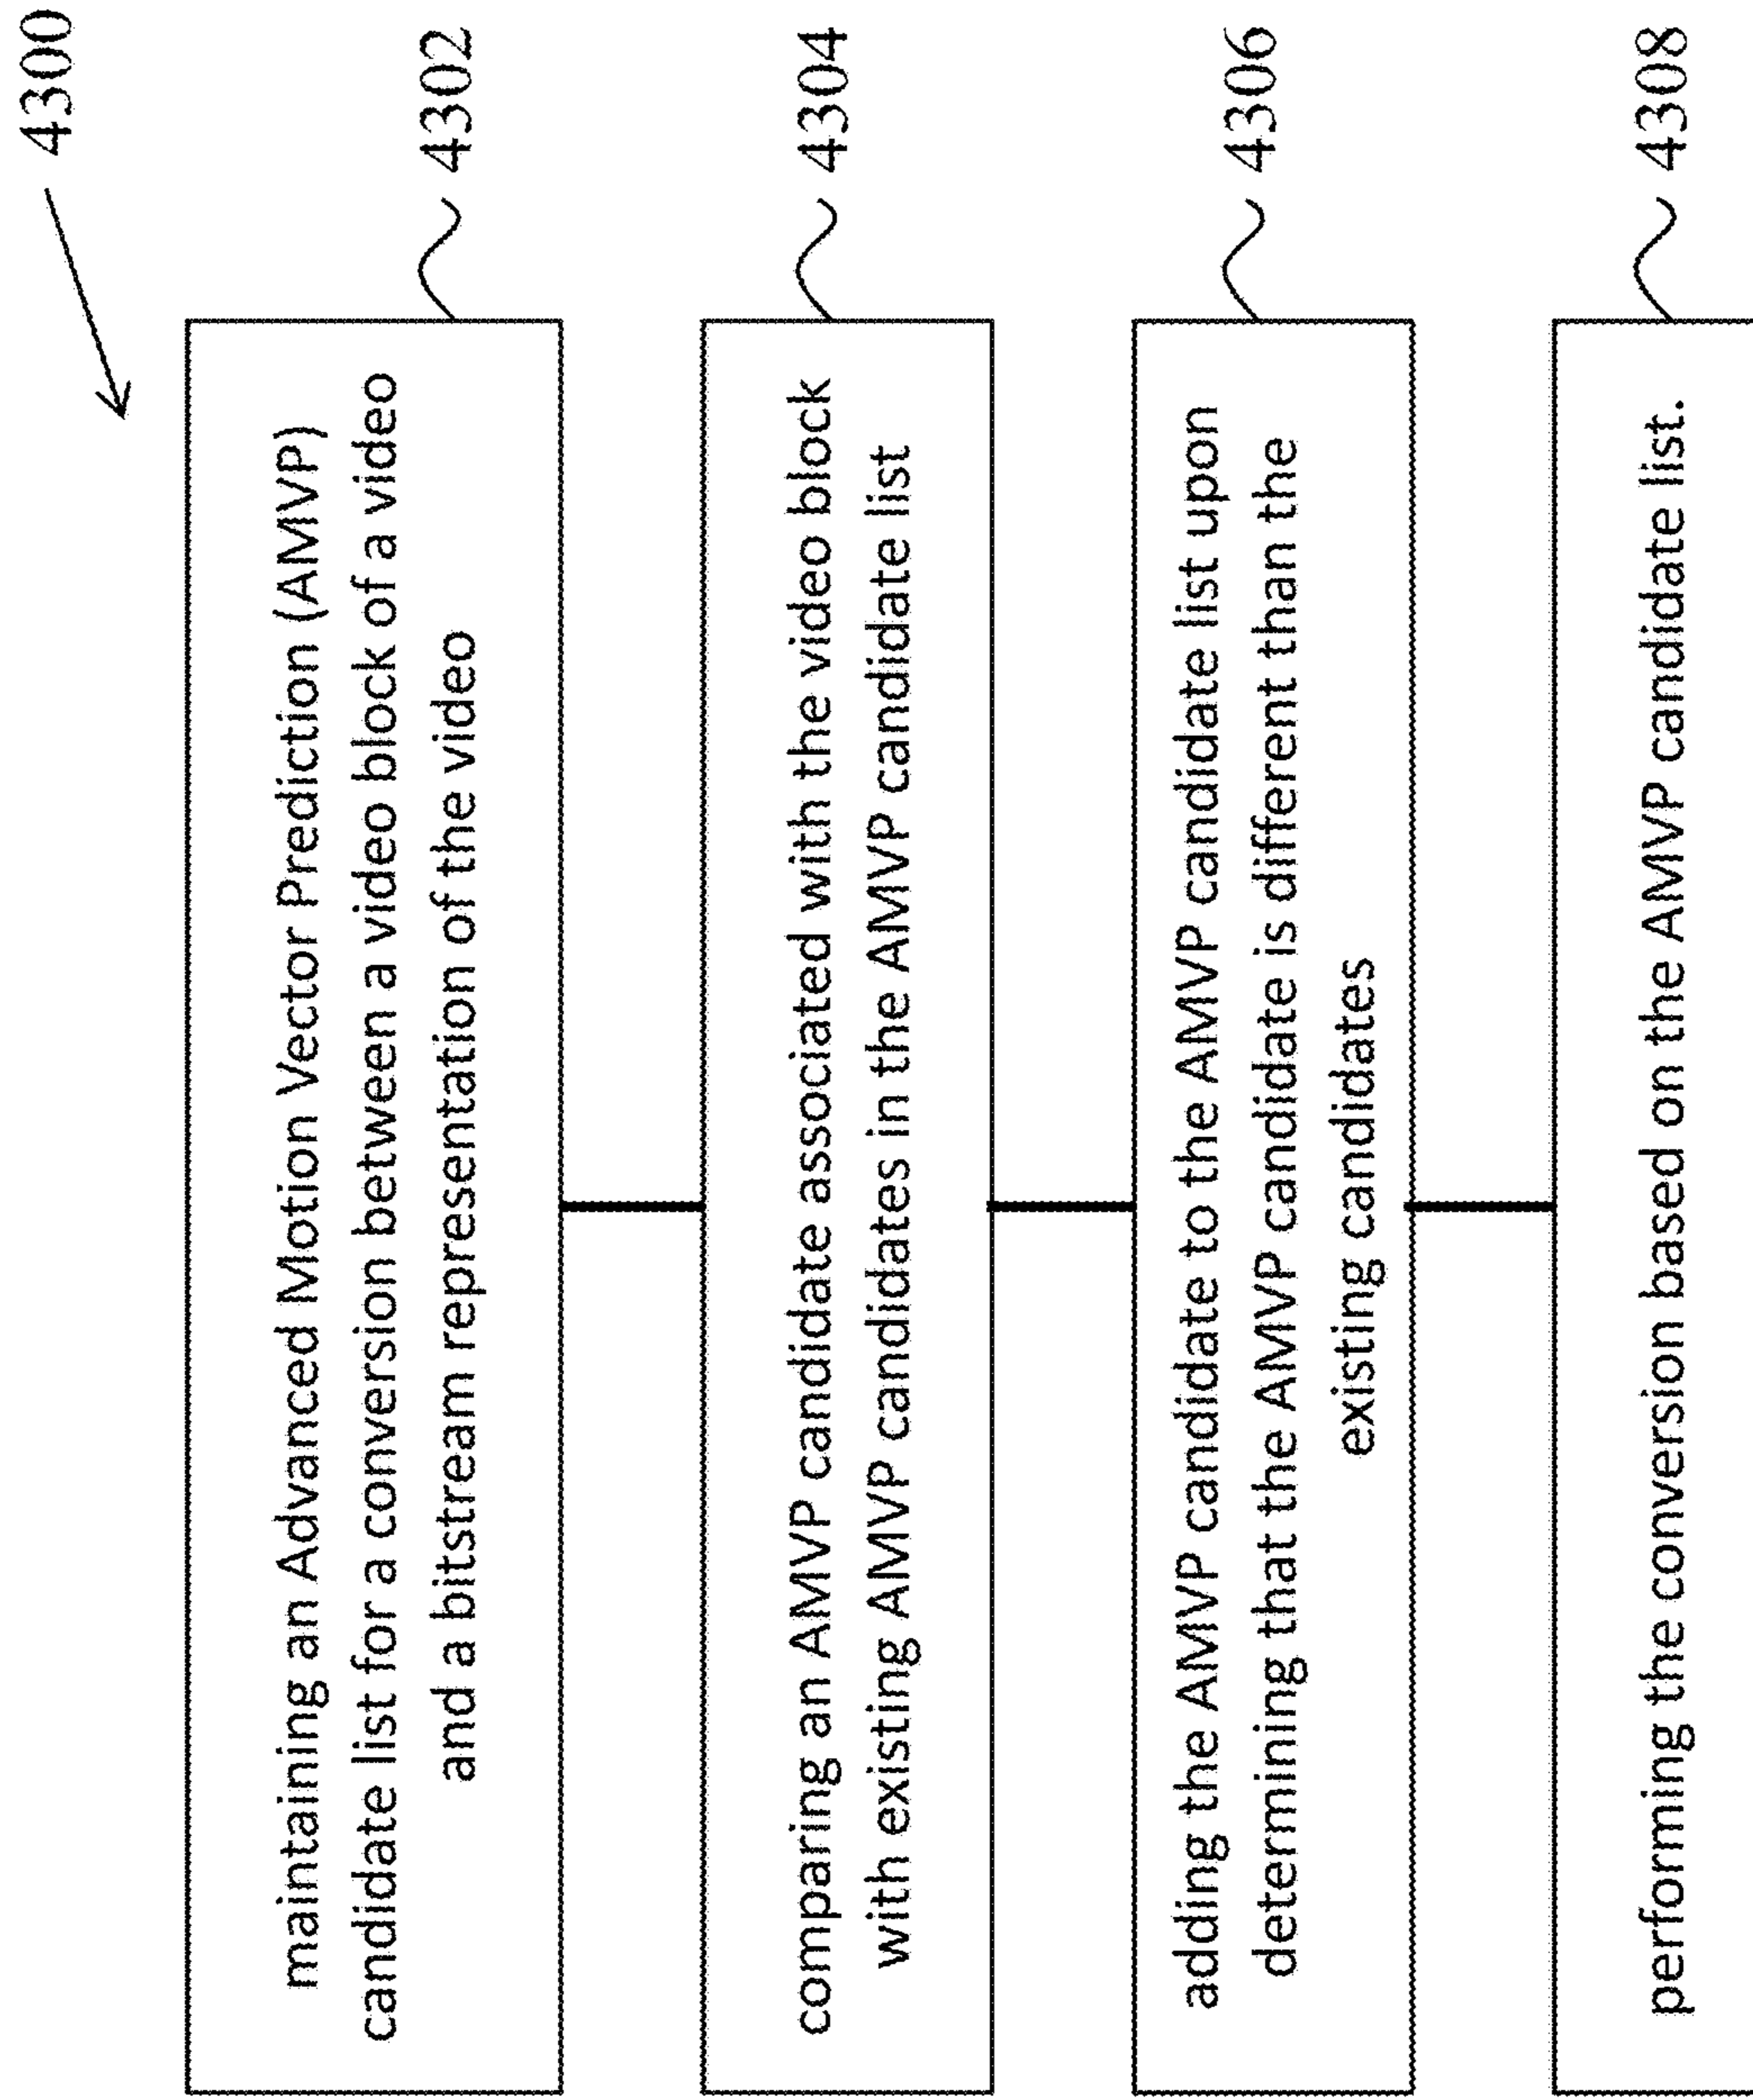 4300
maintaining an Advanced Motion Vector Prediction (AMVP)
candidate list for a conversion between a video block of a video
and a bitstream representation of the video
4302
comparing an AMVP candidate associated with the video block
with existing AMVP candidates in the AMVP candidate list
4304
adding the AMVP candidate to the AMVP candidate list upon
determining that the AMVP candidate is different than the
existing candidates
4306
performing the conversion based on the AMVP candidate list.
4308